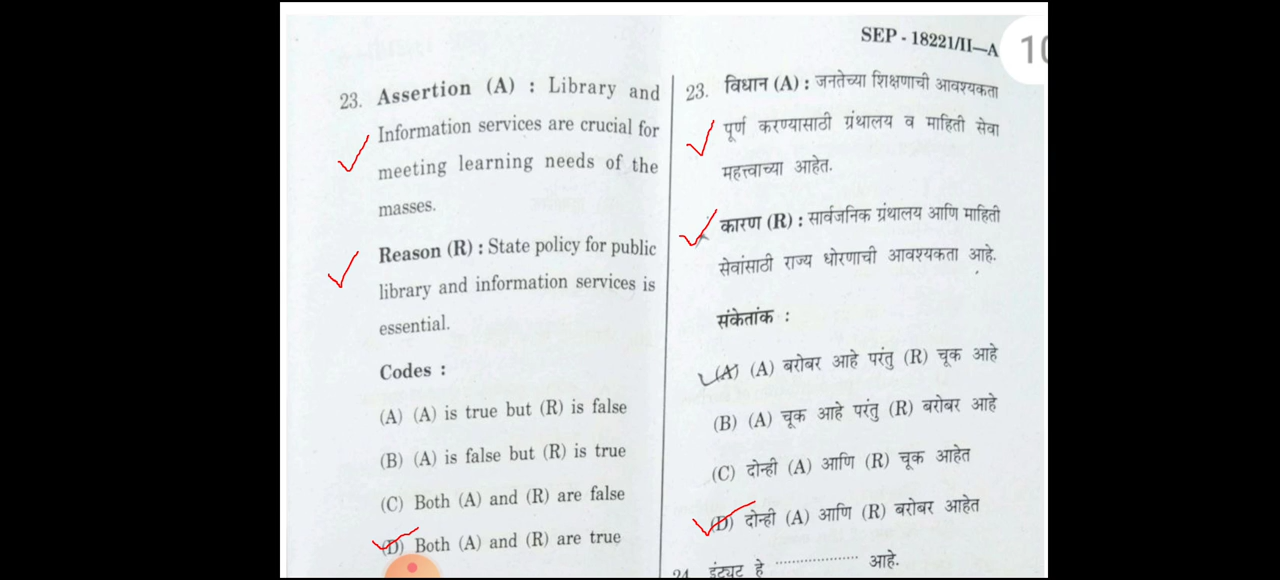 SEP - 18221/II—A
10
23. Assertion (A) : Library and
Information services are crucial for
meeting learning needs of the
masses.
Reason (R) : State policy for public
library and information services is
essential.
Codes :
(A) (A) is true but (R) is false
(B) (A) is false but (R) is true
(C) Both (A) and (R) are false
(D) Both (A) and (R) are true
23. विधान (A) : जनतेच्या शिक्षणाची आवश्यकता
पूर्ण करण्यासाठी ग्रंथालय व माहिती सेवा
महत्त्वाच्या आहेत.
कारण (R) : सार्वजनिक ग्रंथालय आणि माहिती
सेवांसाठी राज्य धोरणाची आवश्यकता आहे.
संकेतांक :
(A) (A) बरोबर आहे परंतु (R) चूक आहे
(B) (A) चूक आहे परंतु (R) बरोबर आहे
(C) दोन्ही (A) आणि (R) चूक आहेत
(D) दोन्ही (A) आणि (R) बरोबर आहेत
24. इंट्युट हे .................... आहे.